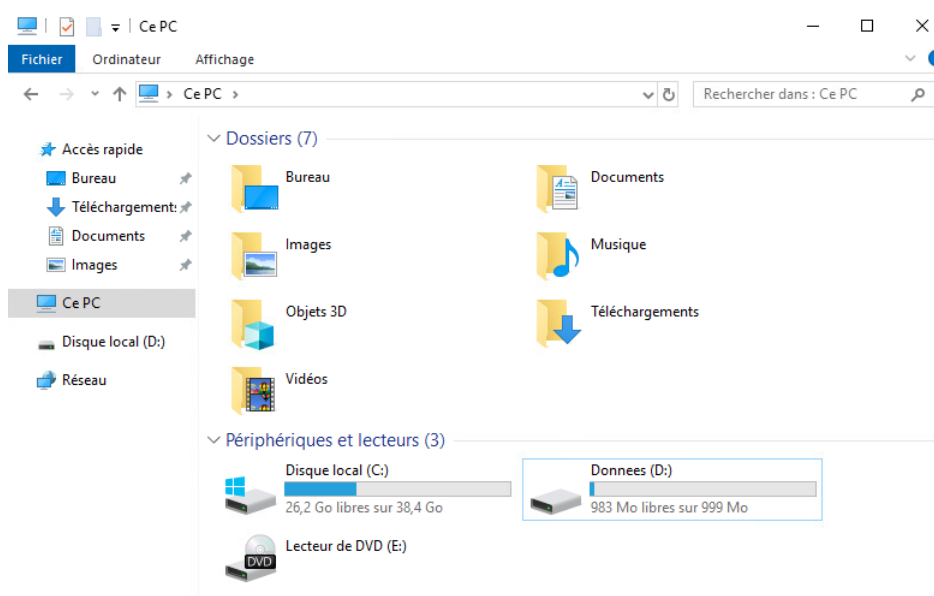 Ce PC
Fichier Ordinateur Affichage
Ce PC
Rechercher dans : Ce PC
Accès rapide
Bureau
Téléchargements
Documents
Images
Ce PC
Disque local (D:)
Réseau
Dossiers (7)
Bureau
Documents
Images
Musique
Objets 3D
Téléchargements
Vidéos
Périphériques et lecteurs (3)
Disque local (C:)
26,2 Go libres sur 38,4 Go
Donnees (D:)
983 Mo libres sur 999 Mo
Lecteur de DVD (E:)
DVD